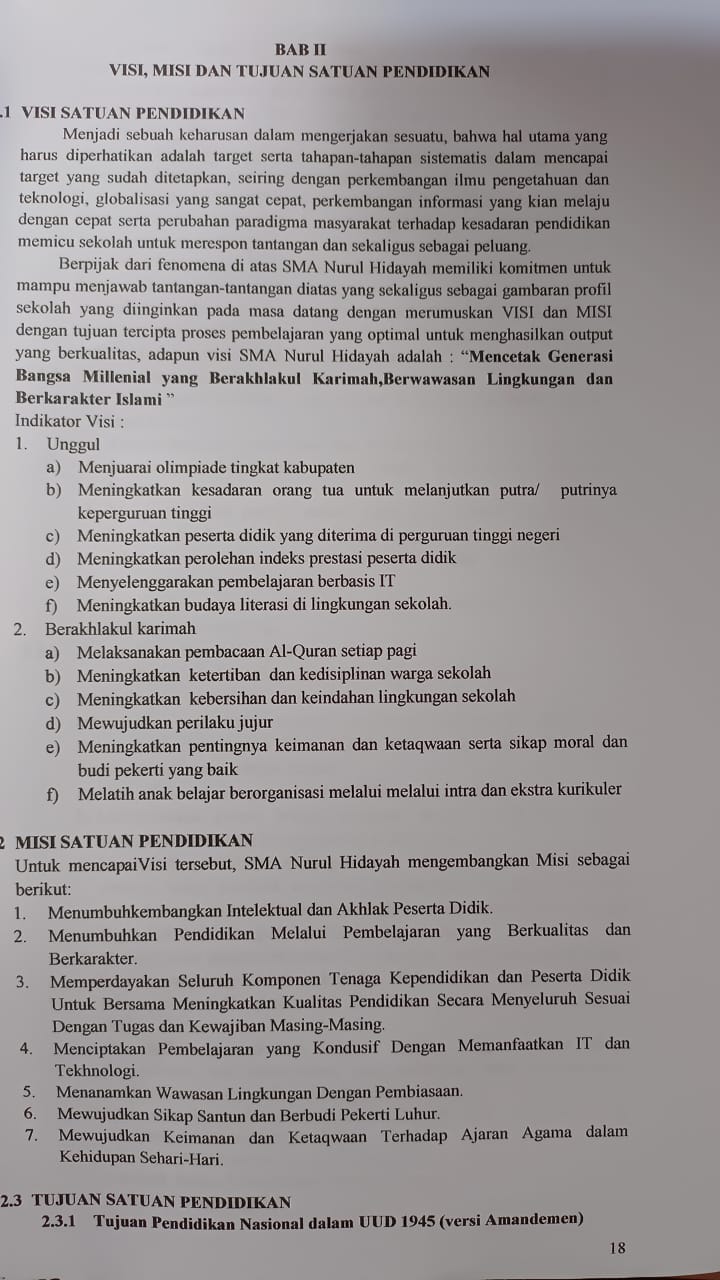 BAB II
VISI, MISI DAN TUJUAN SATUAN PENDIDIKAN
.1 VISI SATUAN PENDIDIKAN
Menjadi sebuah keharusan dalam mengerjakan sesuatu, bahwa hal utama yang
harus diperhatikan adalah target serta tahapan-tahapan sistematis dalam mencapai
target yang sudah ditetapkan, seiring dengan perkembangan ilmu pengetahuan dan
teknologi, globalisasi yang sangat cepat, perkembangan informasi yang kian melaju
dengan cepat serta perubahan paradigma masyarakat terhadap kesadaran pendidikan
memicu sekolah untuk merespon tantangan dan sekaligus sebagai peluang.
Berpijak dari fenomena di atas SMA Nurul Hidayah memiliki komitmen untuk
mampu menjawab tantangan-tantangan diatas yang sekaligus sebagai gambaran profil
sekolah yang diinginkan pada masa datang dengan merumuskan VISI dan MISI
dengan tujuan tercipta proses pembelajaran yang optimal untuk menghasilkan output
yang berkualitas, adapun visi SMA Nurul Hidayah adalah : “Mencetak Generasi
Bangsa Millenial yang Berakhlakul Karimah,Berwawasan Lingkungan dan
Berkarakter Islami ”
Indikator Visi :
1. Unggul
a) Menjuarai olimpiade tingkat kabupaten
b) Meningkatkan kesadaran orang tua untuk melanjutkan putra/ putrinya
keperguruan tinggi
c) Meningkatkan peserta didik yang diterima di perguruan tinggi negeri
d) Meningkatkan perolehan indeks prestasi peserta didik
e) Menyelenggarakan pembelajaran berbasis IT
f) Meningkatkan budaya literasi di lingkungan sekolah.
2. Berakhlakul karimah
a) Melaksanakan pembacaan Al-Quran setiap pagi
b) Meningkatkan ketertiban dan kedisiplinan warga sekolah
c) Meningkatkan kebersihan dan keindahan lingkungan sekolah
d) Mewujudkan perilaku jujur
e) Meningkatkan pentingnya keimanan dan ketaqwaan serta sikap moral dan
budi pekerti yang baik
f) Melatih anak belajar berorganisasi melalui melalui intra dan ekstra kurikuler
2 MISI SATUAN PENDIDIKAN
Untuk mencapaiVisi tersebut, SMA Nurul Hidayah mengembangkan Misi sebagai
berikut:
1. Menumbuhkembangkan Intelektual dan Akhlak Peserta Didik.
2. Menumbuhkan Pendidikan Melalui Pembelajaran yang Berkualitas dan
Berkarakter.
3. Memperdayakan Seluruh Komponen Tenaga Kependidikan dan Peserta Didik
Untuk Bersama Meningkatkan Kualitas Pendidikan Secara Menyeluruh Sesuai
Dengan Tugas dan Kewajiban Masing-Masing.
4. Menciptakan Pembelajaran yang Kondusif Dengan Memanfaatkan IT dan
Tekhnologi.
5. Menanamkan Wawasan Lingkungan Dengan Pembiasaan.
6. Mewujudkan Sikap Santun dan Berbudi Pekerti Luhur.
7. Mewujudkan Keimanan dan Ketaqwaan Terhadap Ajaran Agama dalam
Kehidupan Sehari-Hari.
2.3 TUJUAN SATUAN PENDIDIKAN
2.3.1 Tujuan Pendidikan Nasional dalam UUD 1945 (versi Amandemen)
18